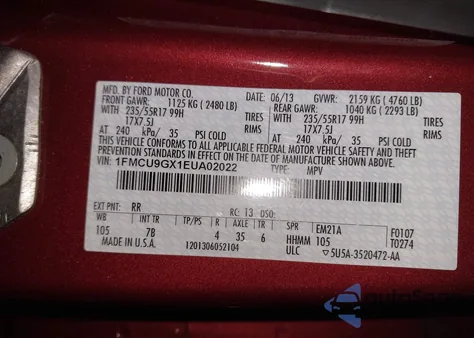 MFD. BY FORD MOTOR CO.
DATE: 06/13 GVWR: 2159 KG (4760 LB)
FRONT GAWR: 1125 KG (2480 LB) REAR GAWR: 1040 KG (2293 LB)
WITH 235/55R17 99H TIRES WITH 235/55R17 99H TIRES
17X7.5J RIMS 17X7.5J RIMS
AT 240 kPa/ 35 PSI COLD AT 240 kPa/ 35 PSI COLD
THIS VEHICLE CONFORMS TO ALL APPLICABLE FEDERAL MOTOR VEHICLE SAFETY, BUMPER, AND THEFT
PREVENTION STANDARDS IN EFFECT ON THE DATE OF MANUFACTURE SHOWN ABOVE.
VIN: 1FMCU9GX1EUA02022 TYPE: MPV
EXT PNT: RR RC: 13 DSO:
WB INT TR TP/PS R AXLE TR SPR EM21A F0107
105 7B 4 35 6 HHMM 105 T0274
MADE IN U.S.A. 1201306052104 ULC 5U5A-3520472-AA